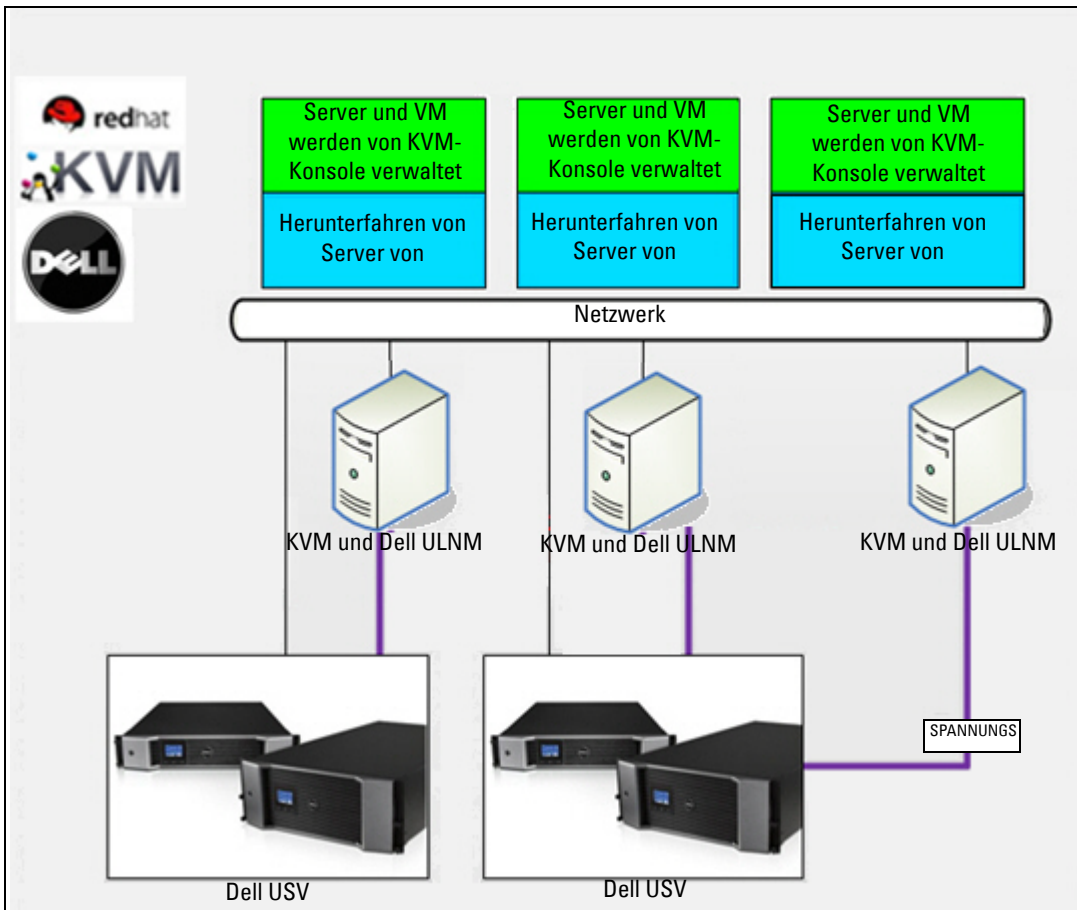 redhat
KVM
DELL
Server und VM
werden von KVM-
Konsole verwaltet
Herunterfahren von
Server von
Server und VM
werden von KVM-
Konsole verwaltet
Herunterfahren von
Server von
Server und VM
werden von KVM-
Konsole verwaltet
Herunterfahren von
Server von
Netzwerk
KVM und Dell ULNM
KVM und Dell ULNM
KVM und Dell ULNM
SPANNUNGS
Dell USV
Dell USV